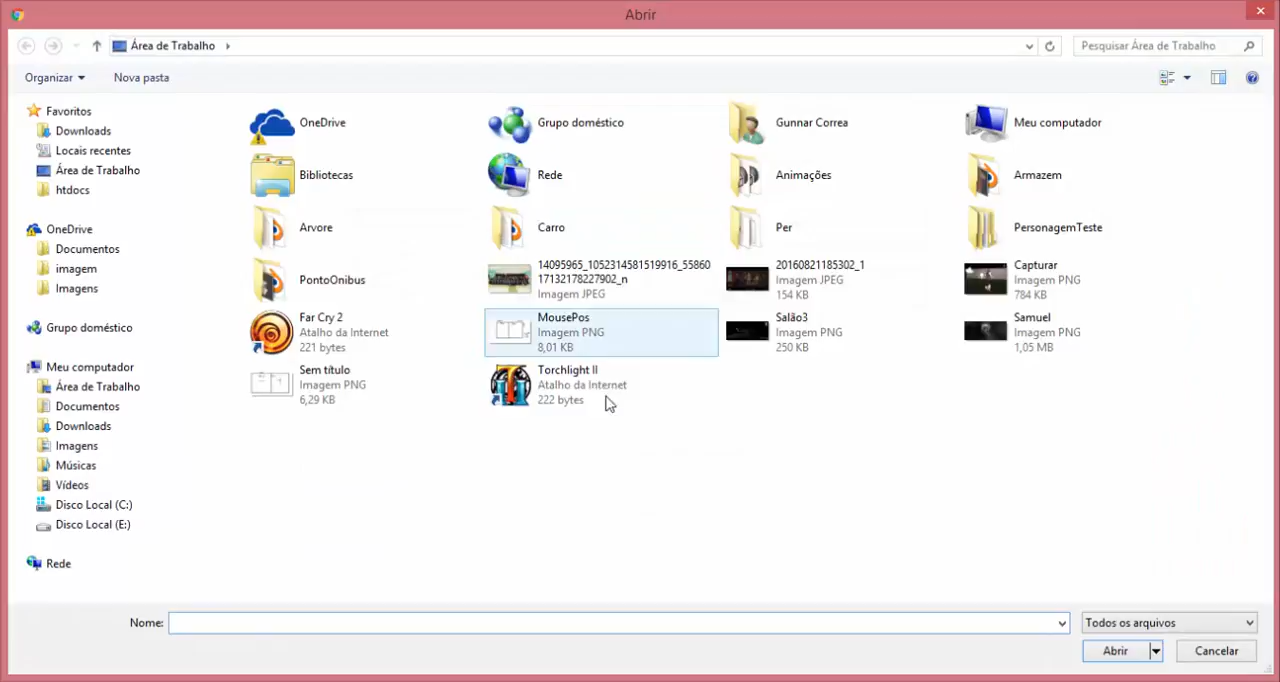 Abrir
Área de Trabalho
Pesquisar Área de Trabalho
Organizar
Nova pasta
Favoritos
Downloads
Locais recentes
Área de Trabalho
htdocs
OneDrive
Documentos
imagem
Imagens
Grupo doméstico
Meu computador
Área de Trabalho
Documentos
Downloads
Imagens
Músicas
Vídeos
Disco Local (C:)
Disco Local (E:)
Rede
OneDrive
Grupo doméstico
Gunnar Correa
Meu computador
Bibliotecas
Rede
Animações
Armazem
Arvore
Carro
Per
PersonagemTeste
PontoOnibus
14095965_1052314581519916_55860
17132178227902_n
Imagem JPEG
20160821185302_1
Imagem JPEG
154 KB
Capturar
Imagem PNG
784 KB
Far Cry 2
Atalho da Internet
221 bytes
MousePos
Imagem PNG
8,01 KB
Salão3
Imagem PNG
250 KB
Samuel
Imagem PNG
1,05 MB
Sem título
Imagem PNG
6,29 KB
Torchlight II
Atalho da Internet
222 bytes
Nome:
Todos os arquivos
Abrir
Cancelar